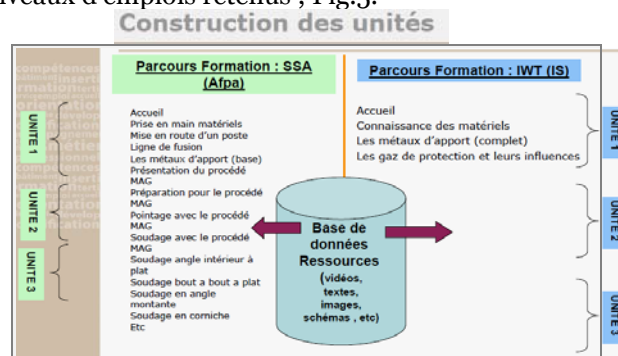 iveaux d'emplois retenus ; Fig.5.
Construction des unités
Parcours Formation : SSA
(Afpa)
Accueil
Prise en main matériels
Mise en route d'un poste
Ligne de fusion
Les métaux d'apport (base)
Présentation du procédé
MAG
Préparation pour le procédé
MAG
Pointage avec le procédé
MAG
Soudage avec le procédé
MAG
Soudage angle intérieur à
plat
Soudage bout a bout a plat
Soudage en angle
montante
Soudage en corniche
Etc
UNITE 1
UNITE 2
UNITE 3
Base de
données
Ressources
(vidéos,
textes,
images,
schémas , etc)
Parcours Formation : IWT (IS)
Accueil
Connaissance des matériels
Les métaux d'apport (complet)
Les gaz de protection et leurs influences
UNITE 1
UNITE 2
UNITE 3